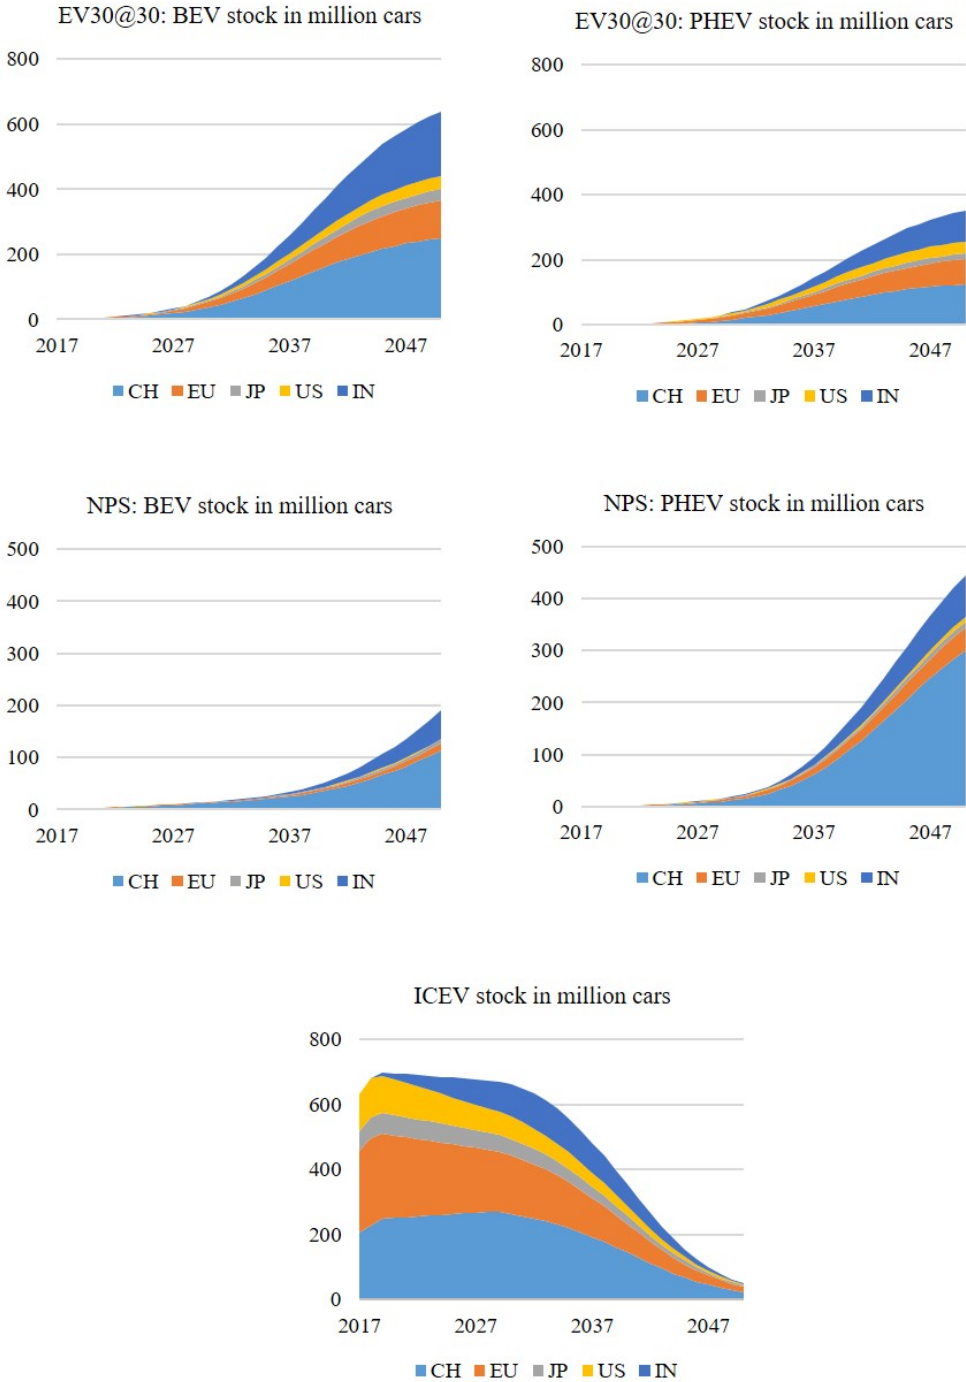 EV30@30: BEV stock in million cars
800
600
400
200
0
2017 2027 2037 2047
CH EU JP US IN
EV30@30: PHEV stock in million cars
800
600
400
200
0
2017 2027 2037 2047
CH EU JP US IN
NPS: BEV stock in million cars
500
400
300
200
100
0
2017 2027 2037 2047
CH EU JP US IN
NPS: PHEV stock in million cars
500
400
300
200
100
0
2017 2027 2037 2047
CH EU JP US IN
ICEV stock in million cars
800
600
400
200
0
2017 2027 2037 2047
CH EU JP US IN